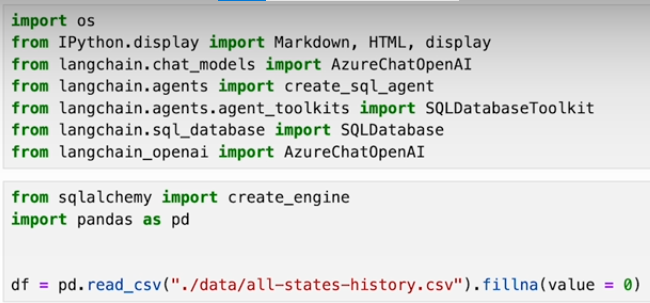 import os
from IPython.display import Markdown, HTML, display
from langchain.chat_models import AzureChatOpenAI
from langchain.agents import create_sql_agent
from langchain.agents.agent_toolkits import SQLDatabaseToolkit
from langchain.sql_database import SQLDatabase
from langchain_openai import AzureChatOpenAI
from sqlalchemy import create_engine
import pandas as pd
df = pd.read_csv("./data/all-states-history.csv").fillna(value = 0)